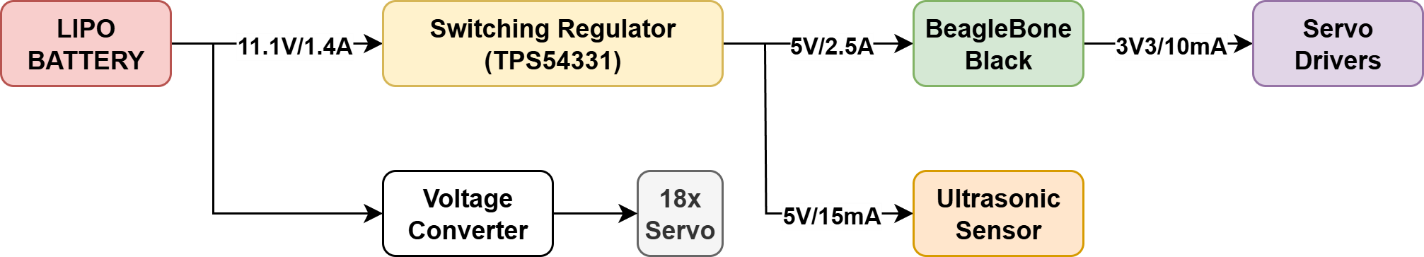 LIPO
BATTERY
11.1V/1.4A
Switching Regulator
(TPS54331)
5V/2.5A
BeagleBone
Black
3V3/10mA
Servo
Drivers
Voltage
Converter
18x
Servo
5V/15mA
Ultrasonic
Sensor